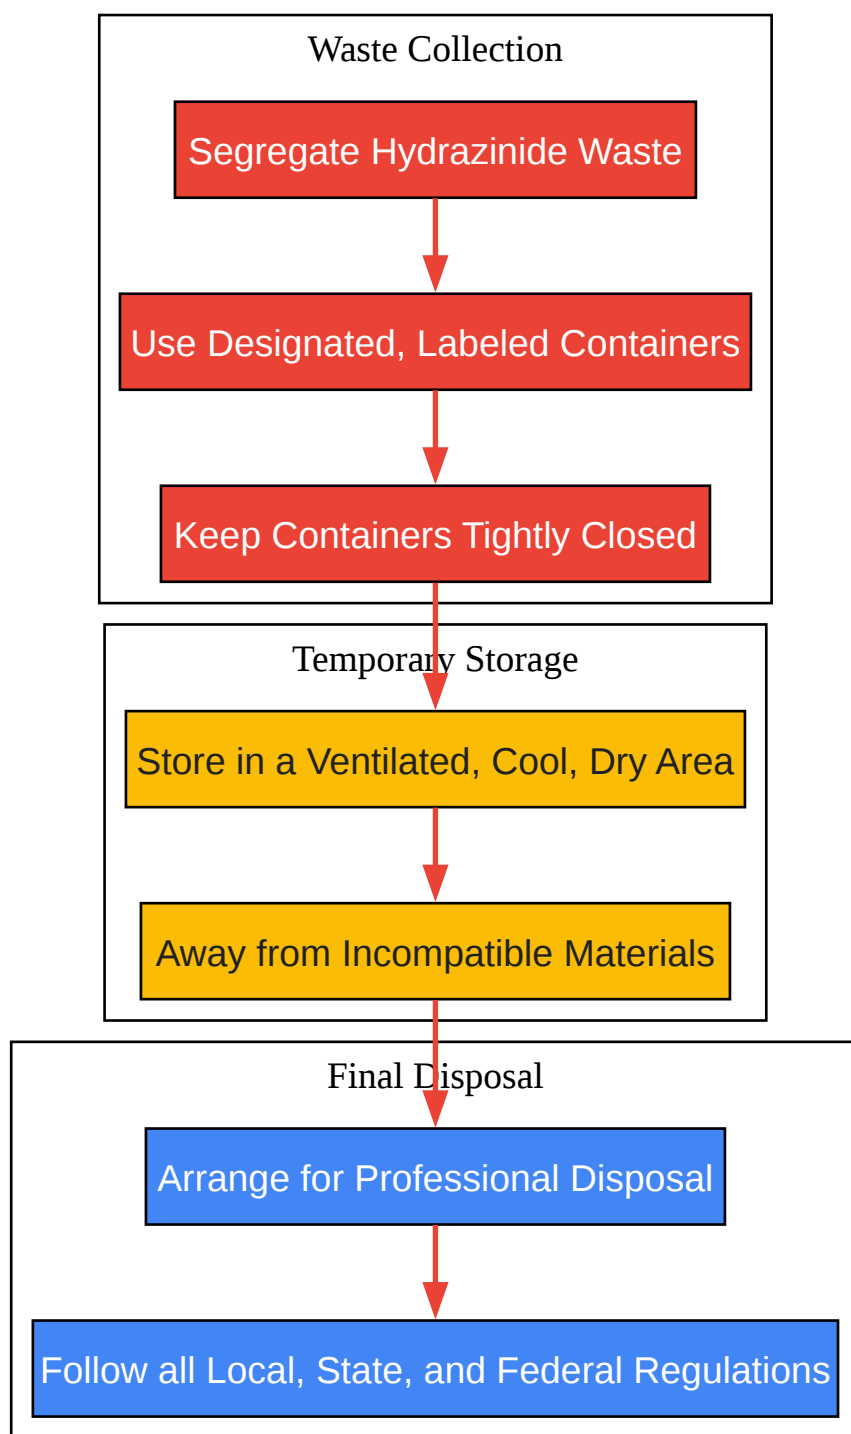 Waste Collection
Segregate Hydrazinide Waste
Use Designated, Labeled Containers
Keep Containers Tightly Closed
Temporary Storage
Store in a Ventilated, Cool, Dry Area
Away from Incompatible Materials
Final Disposal
Arrange for Professional Disposal
Follow all Local, State, and Federal Regulations